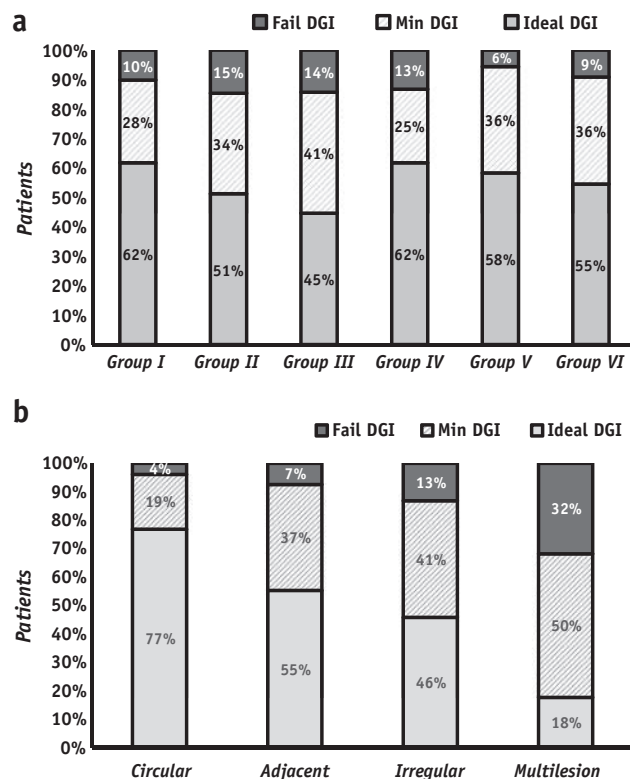 a
Fail DGI Min DGI Ideal DGI
100%
90%
80%
70%
60%
50%
40%
30%
20%
10%
0%
Patients
10% 15% 14% 13% 6% 9%
28% 34% 41% 25% 36% 36%
62% 51% 45% 62% 58% 55%
Group I Group II Group III Group IV Group V Group VI
b
Fail DGI Min DGI Ideal DGI
100%
90%
80%
70%
60%
50%
40%
30%
20%
10%
0%
Patients
4% 7% 13% 32%
19% 37% 41% 50%
77% 55% 46% 18%
Circular Adjacent Irregular Multilesion